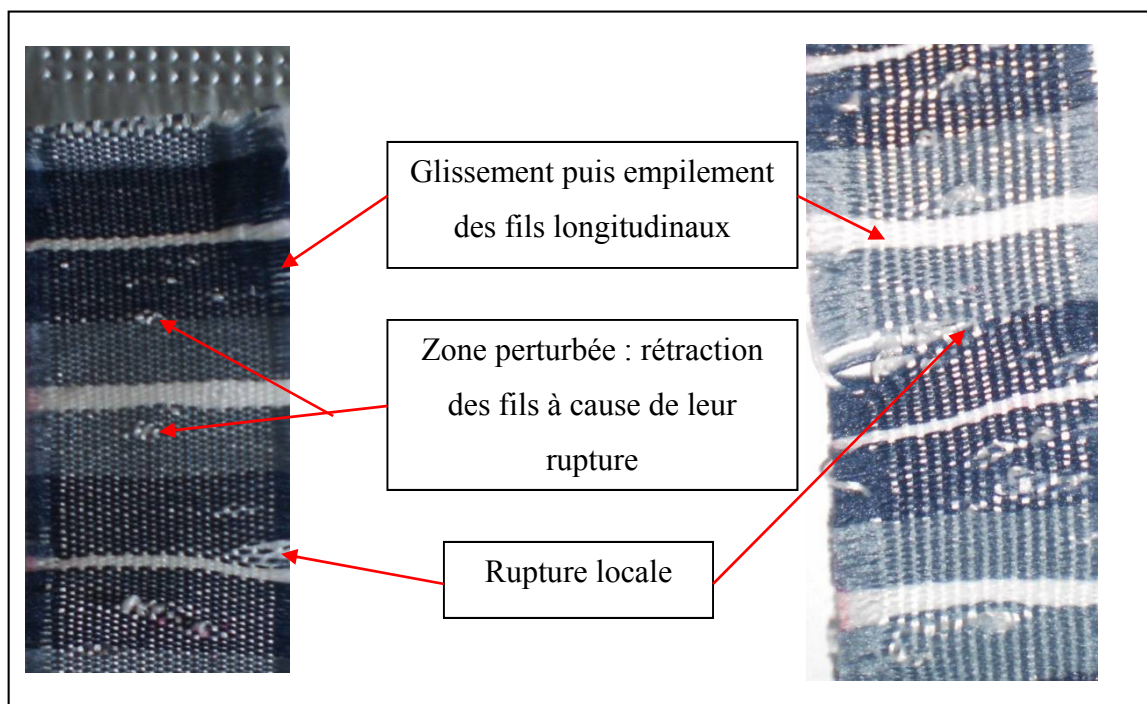 Glissement puis empilement
des fils longitudinaux
Zone perturbée : rétraction
des fils à cause de leur
rupture
Rupture locale